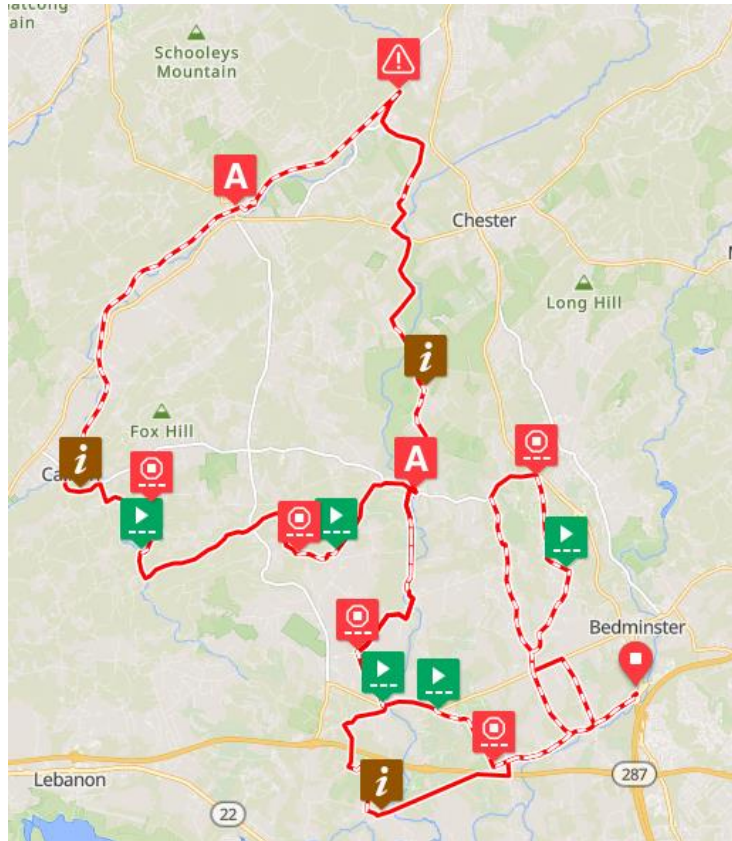 Schooleys
Mountain
A
Chester
Long Hill
i
Fox Hill
i
A
Bedminster
i
287
Lebanon
22